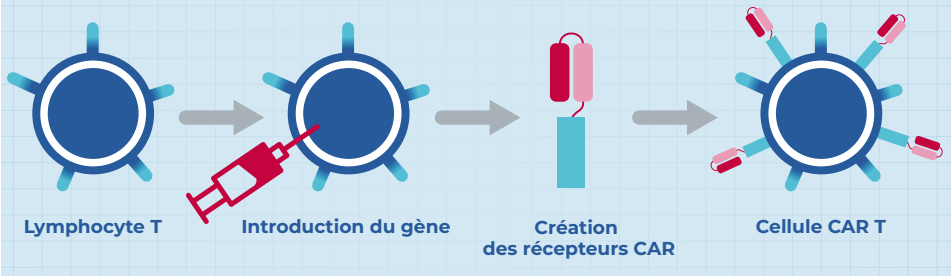 Lymphocyte T
Introduction du gène
Création
des récepteurs CAR
Cellule CAR T